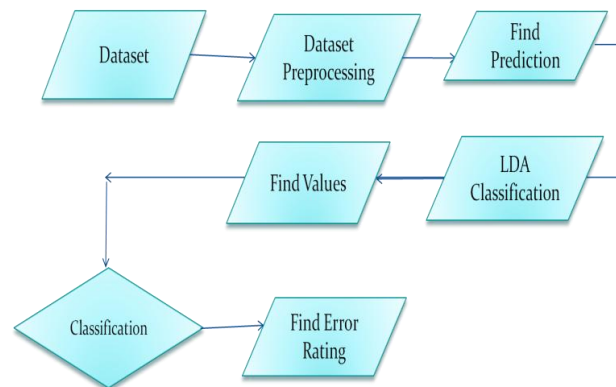 Dataset
Dataset
Preprocessing
Find
Prediction
LDA
Classification
Find Values
Classification
Find Error
Rating